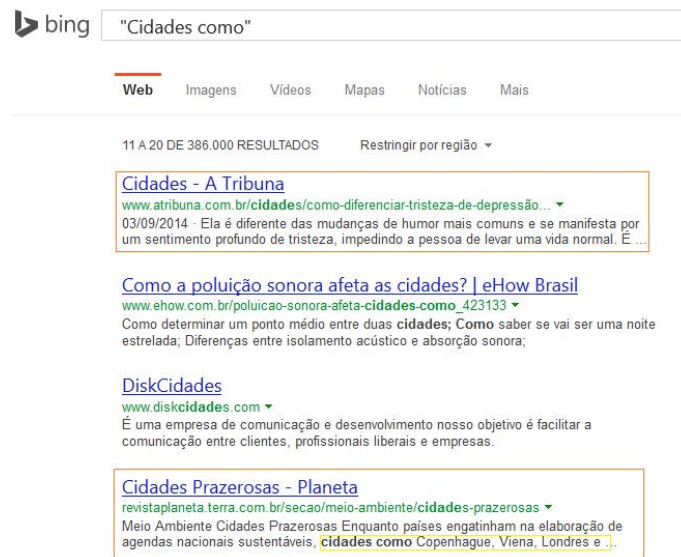 bing
"Cidades como"
Web Imagens Vídeos Mapas Notícias Mais
11 A 20 DE 386.000 RESULTADOS Restringir por região
Cidades - A Tribuna
www.atribuna.com.br/cidades/como-diferenciar-tristeza-de-depressão...
03/09/2014 · Ela é diferente das mudanças de humor mais comuns e se manifesta por
um sentimento profundo de tristeza, impedindo a pessoa de levar uma vida normal. É ...
Como a poluição sonora afeta as cidades? | eHow Brasil
www.ehow.com.br/poluicao-sonora-afeta-cidades-como_423133
Como determinar um ponto médio entre duas cidades; Como saber se vai ser uma noite
estrelada; Diferenças entre isolamento acústico e absorção sonora;
DiskCidades
www.diskcidades.com
É uma empresa de comunicação e desenvolvimento nosso objetivo é facilitar a
comunicação entre clientes, profissionais liberais e empresas.
Cidades Prazerosas - Planeta
revistaplaneta.terra.com.br/secao/meio-ambiente/cidades-prazerosas
Meio Ambiente Cidades Prazerosas Enquanto países engatinham na elaboração de
agendas nacionais sustentáveis, cidades como Copenhague, Viena, Londres e ...